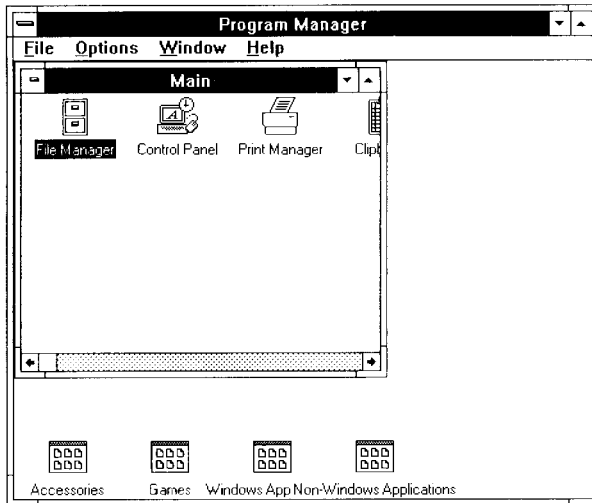 Program Manager
File Options Window Help
Main
File Manager Control Panel Print Manager Clipb
Accessories Games Windows App Non-Windows Applications